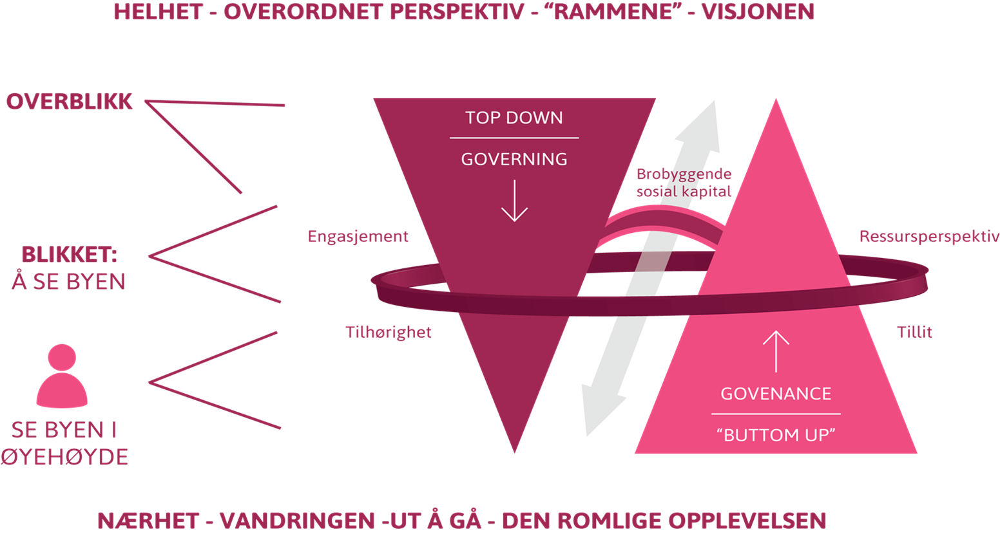 HELHET - OVERORDNET PERSPEKTIV - “RAMMENE” - VISJONEN
OVERBLIKK
TOP DOWN
GOVERNING
Brobyggende
sosial kapital
Engasjement
Ressursperspektiv
BLIKKET:
Å SE BYEN
Tilhørighet
Tillit
GOVENANCE
“BUTTOM UP”
SE BYEN I
ØYEHØYDE
NÆRHET - VANDRINGEN -UT Å GÅ - DEN ROMLIGE OPPLEVELSEN